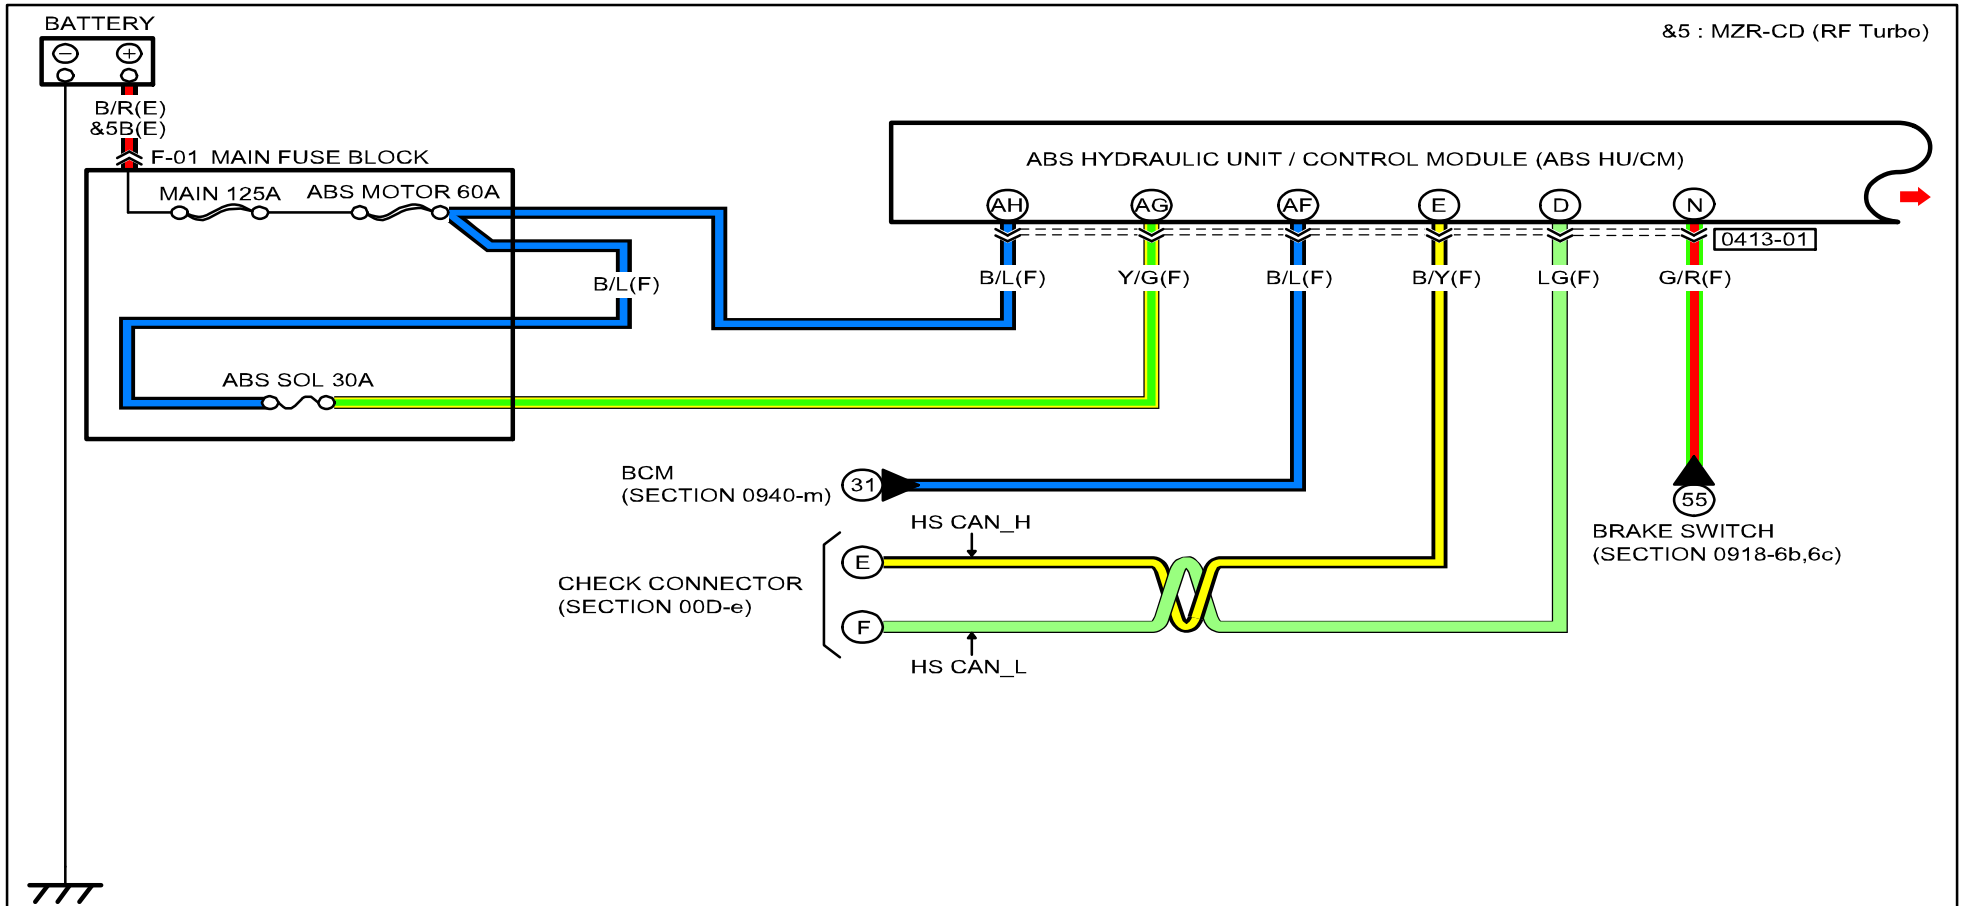 BATTERY
&5 : MZR-CD (RF Turbo)
− +
B/R(E)
&5B(E)
F-01 MAIN FUSE BLOCK
MAIN 125A
ABS MOTOR 60A
B/L(F)
ABS SOL 30A
ABS HYDRAULIC UNIT / CONTROL MODULE (ABS HU/CM)
AH AG AF E D N
0413-01
B/L(F) Y/G(F) B/L(F) B/Y(F) LG(F) G/R(F)
BCM
(SECTION 0940-m)
31
HS CAN_H
E
CHECK CONNECTOR
(SECTION 00D-e)
F
HS CAN_L
55
BRAKE SWITCH
(SECTION 0918-6b,6c)